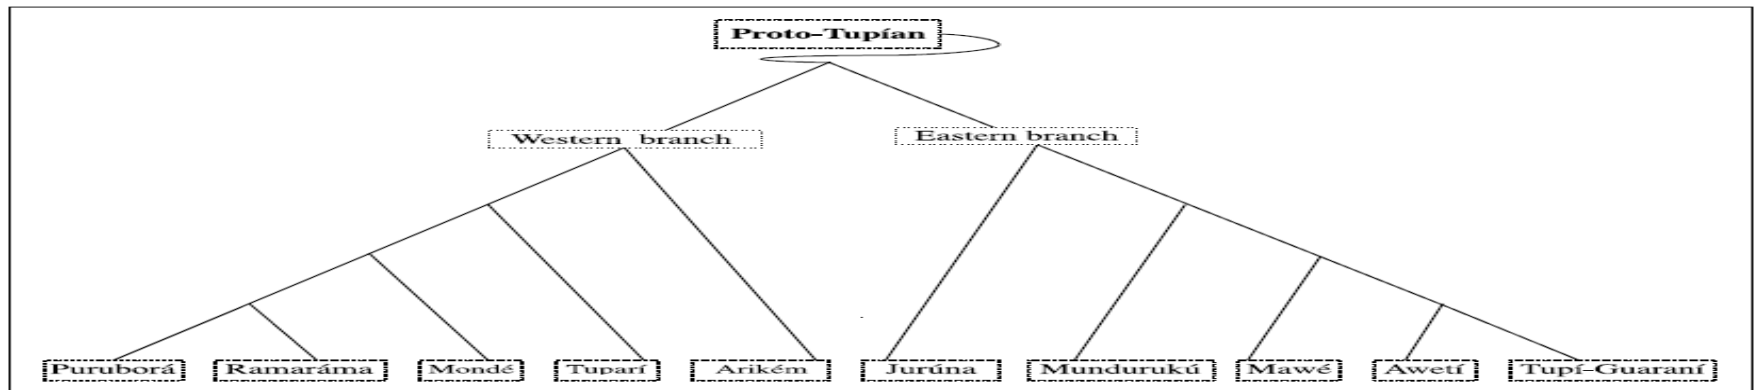 Proto-Tupían
Western branch
Eastern branch
Puruborá Ramaráma Mondé Tuparí Arikém Jurúna Mundurukú Mawé Awetí Tupí-Guaraní